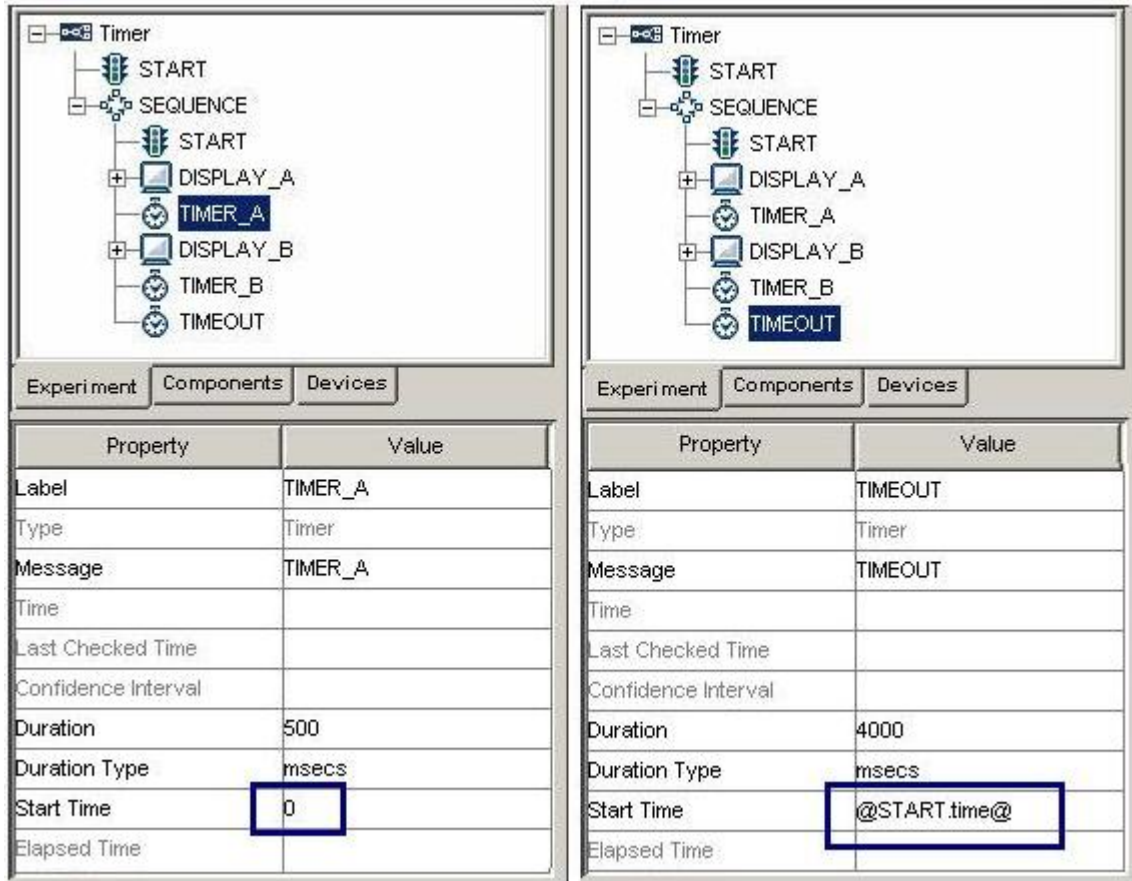 Timer
START
SEQUENCE
START
DISPLAY_A
TIMER_A
DISPLAY_B
TIMER_B
TIMEOUT
Experiment Components Devices
Property Value
Label TIMER_A
Type Timer
Message TIMER_A
Time
Last Checked Time
Confidence Interval
Duration 500
Duration Type msecs
Start Time 0
Elapsed Time
Timer
START
SEQUENCE
START
DISPLAY_A
TIMER_A
DISPLAY_B
TIMER_B
TIMEOUT
Experiment Components Devices
Property Value
Label TIMEOUT
Type Timer
Message TIMEOUT
Time
Last Checked Time
Confidence Interval
Duration 4000
Duration Type msecs
Start Time @START.time@
Elapsed Time